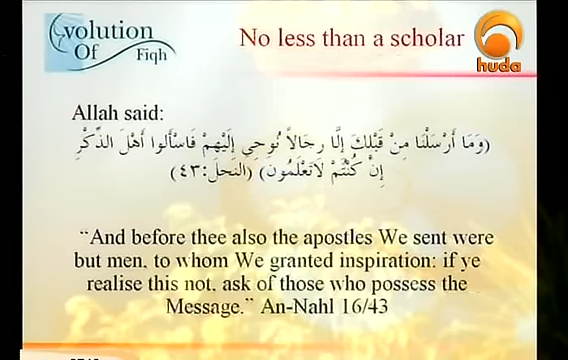 Evolution
Of Fiqh
No less than a scholar
huda
Allah said:
(وَمَا أَرْسَلْنَا مِنْ قَبْلِكَ إِلَّا رِجَالاً نُوحِي إِلَيْهِمْ فَاسْأَلُوا أَهْلَ الذِّكْرِ
إِنْ كُنْتُمْ لَاتَعْلَمُون) (النحل:٤٣)
"And before thee also the apostles We sent were
but men, to whom We granted inspiration: if ye
realise this not, ask of those who possess the
Message." An-Nahl 16/43